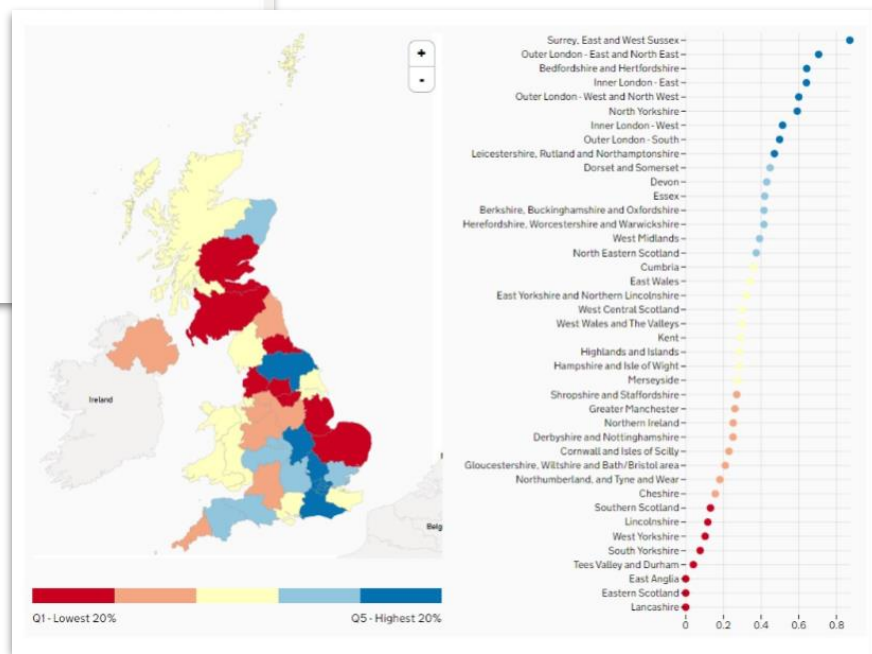 +
-
Ireland
Belg
Q1 - Lowest 20%
Q5 - Highest 20%
Surrey, East and West Sussex
Outer London - East and North East
Bedfordshire and Hertfordshire
Inner London - East
Outer London - West and North West
North Yorkshire
Inner London - West
Outer London - South
Leicestershire, Rutland and Northamptonshire
Dorset and Somerset
Devon
Essex
Berkshire, Buckinghamshire and Oxfordshire
Herefordshire, Worcestershire and Warwickshire
West Midlands
North Eastern Scotland
Cumbria
East Wales
East Yorkshire and Northern Lincolnshire
West Central Scotland
West Wales and The Valleys
Kent
Highlands and Islands
Hampshire and Isle of Wight
Merseyside
Shropshire and Staffordshire
Greater Manchester
Northern Ireland
Derbyshire and Nottinghamshire
Cornwall and Isles of Scilly
Gloucestershire, Wiltshire and Bath/Bristol area
Northumberland, and Tyne and Wear
Cheshire
Southern Scotland
Lincolnshire
West Yorkshire
South Yorkshire
Tees Valley and Durham
East Anglia
Eastern Scotland
Lancashire
0 0.2 0.4 0.6 0.8